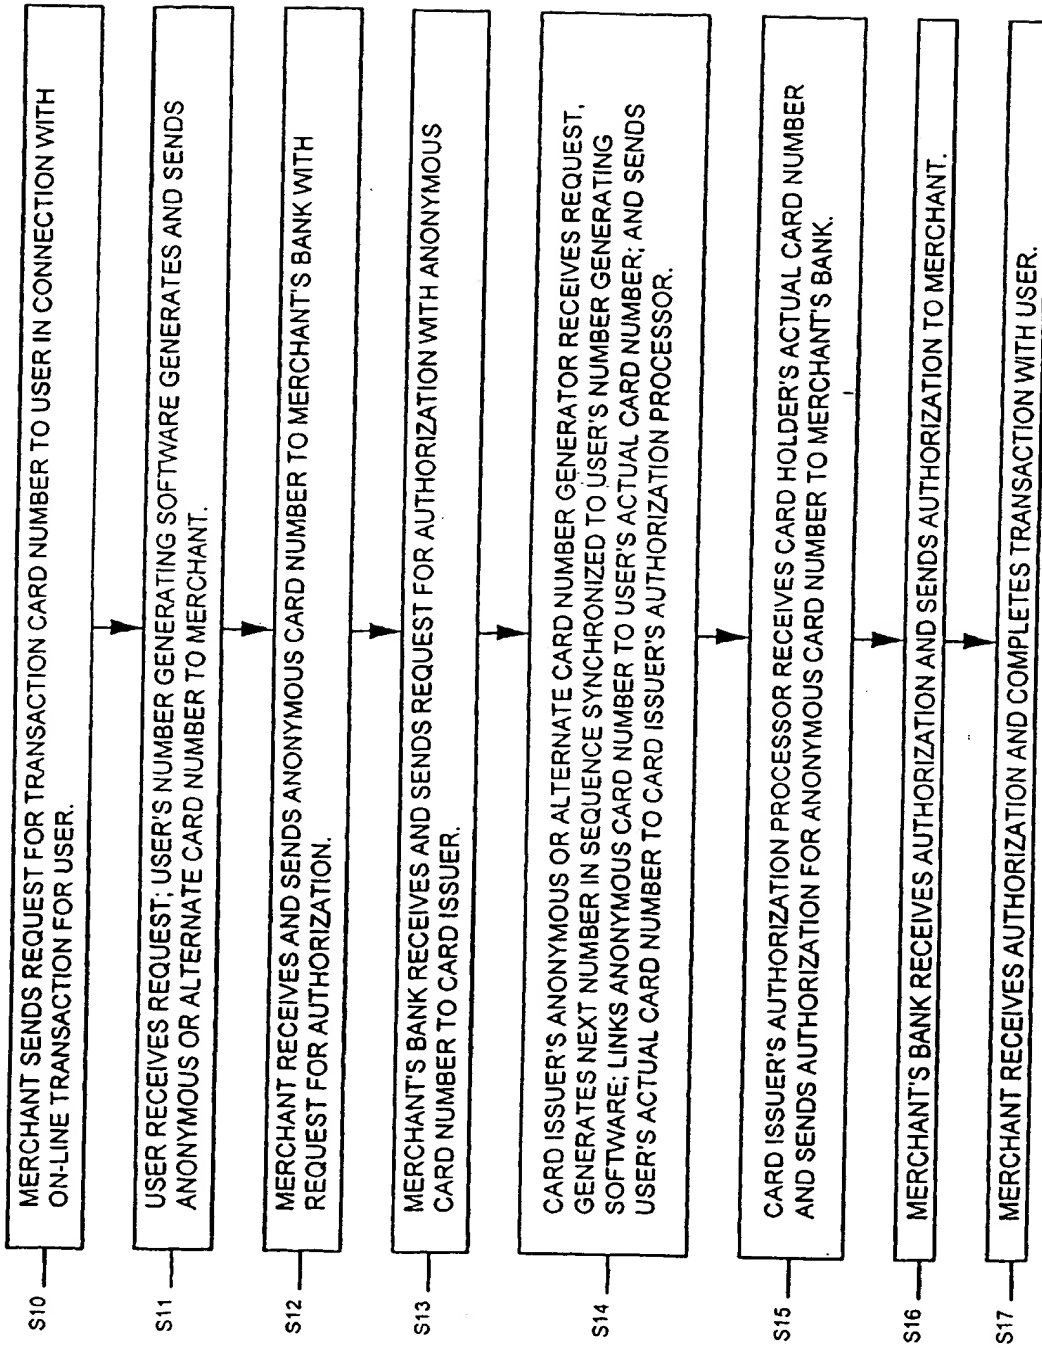 S10
MERCHANT SENDS REQUEST FOR TRANSACTION CARD NUMBER TO USER IN CONNECTION WITH
ON-LINE TRANSACTION FOR USER.
S11
USER RECEIVES REQUEST; USER'S NUMBER GENERATING SOFTWARE GENERATES AND SENDS
ANONYMOUS OR ALTERNATE CARD NUMBER TO MERCHANT.
S12
MERCHANT RECEIVES AND SENDS ANONYMOUS CARD NUMBER TO MERCHANT'S BANK WITH
REQUEST FOR AUTHORIZATION.
S13
MERCHANT'S BANK RECEIVES AND SENDS REQUEST FOR AUTHORIZATION WITH ANONYMOUS
CARD NUMBER TO CARD ISSUER.
S14
CARD ISSUER'S ANONYMOUS OR ALTERNATE CARD NUMBER GENERATOR RECEIVES REQUEST,
GENERATES NEXT NUMBER IN SEQUENCE SYNCHRONIZED TO USER'S NUMBER GENERATING
SOFTWARE; LINKS ANONYMOUS CARD NUMBER TO USER'S ACTUAL CARD NUMBER; AND SENDS
USER'S ACTUAL CARD NUMBER TO CARD ISSUER'S AUTHORIZATION PROCESSOR.
S15
CARD ISSUER'S AUTHORIZATION PROCESSOR RECEIVES CARD HOLDER'S ACTUAL CARD NUMBER
AND SENDS AUTHORIZATION FOR ANONYMOUS CARD NUMBER TO MERCHANT'S BANK.
S16
MERCHANT'S BANK RECEIVES AUTHORIZATION AND SENDS AUTHORIZATION TO MERCHANT.
S17
MERCHANT RECEIVES AUTHORIZATION AND COMPLETES TRANSACTION WITH USER.